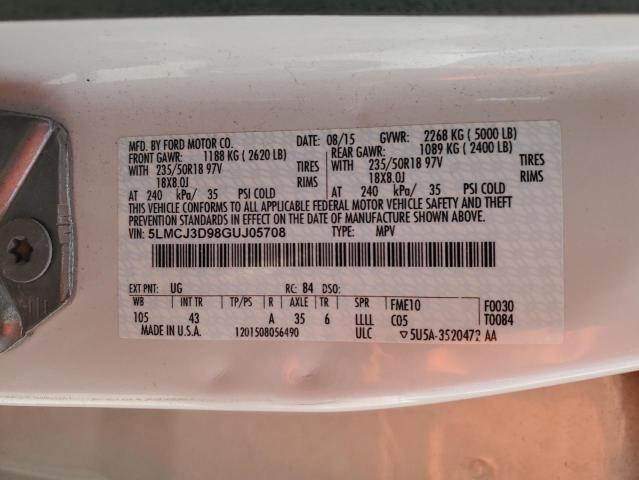 MFD. BY FORD MOTOR CO. DATE: 08/15 GVWR: 2268 KG ( 5000 LB)
FRONT GAWR: 1188 KG ( 2620 LB) REAR GAWR: 1089 KG ( 2400 LB)
WITH 235/50R18 97V TIRES WITH 235/50R18 97V TIRES
18X8.0J RIMS 18X8.0J RIMS
AT 240 kPa/ 35 PSI COLD AT 240 kPa/ 35 PSI COLD
THIS VEHICLE CONFORMS TO ALL APPLICABLE FEDERAL MOTOR VEHICLE SAFETY AND THEFT
PREVENTION STANDARDS IN EFFECT ON THE DATE OF MANUFACTURE SHOWN ABOVE.
VIN: 5LMCJ3D98GUJ05708 TYPE: MPV
EXT PNT: UG RC: 84 DSO:
WB INT TR TP/PS R AXLE TR SPR FME10 F0030
105 43 A 35 6 LLLL C05 T0084
MADE IN U.S.A. 1201508056490 ULC ▽5U5A-3520472 AA